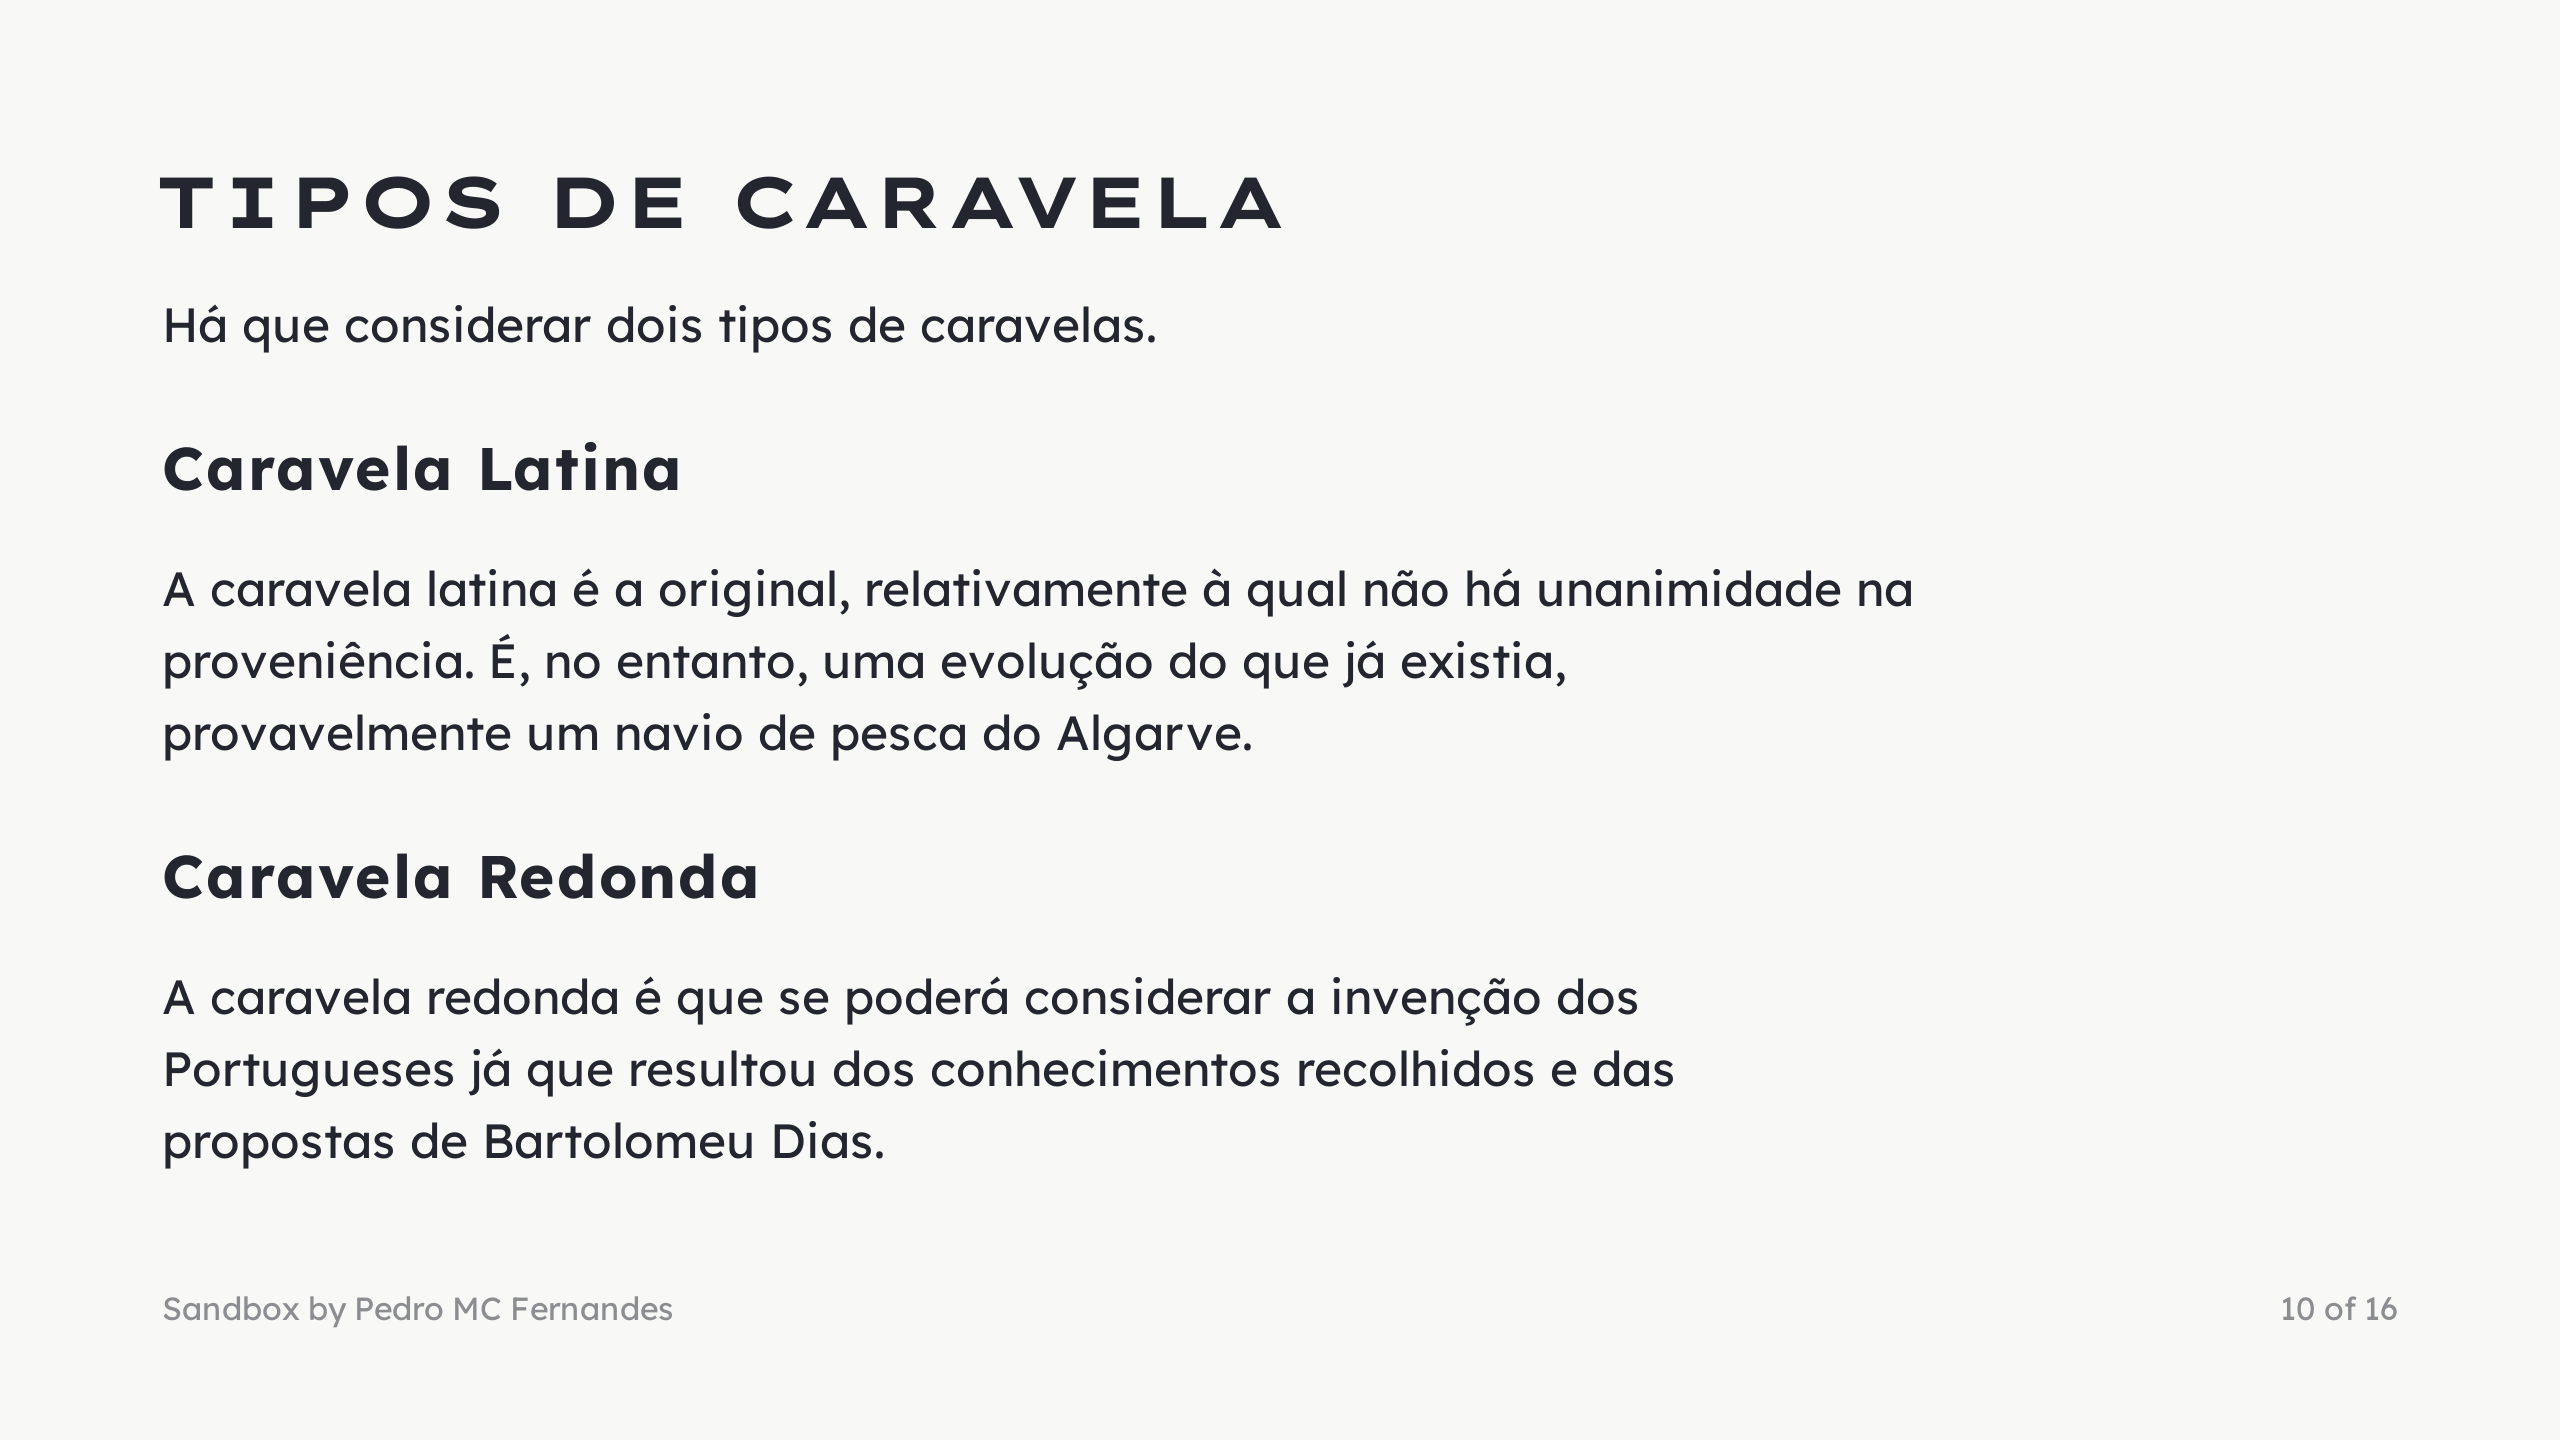 TIPOS DE CARAVELA
Há que considerar dois tipos de caravelas.
Caravela Latina
A caravela latina é a original, relativamente à qual não há unanimidade na
proveniência. É, no entanto, uma evolução do que já existia,
provavelmente um navio de pesca do Algarve.
Caravela Redonda
A caravela redonda é que se poderá considerar a invenção dos
Portugueses já que resultou dos conhecimentos recolhidos e das
propostas de Bartolomeu Dias.
Sandbox by Pedro MC Fernandes
10 of 16